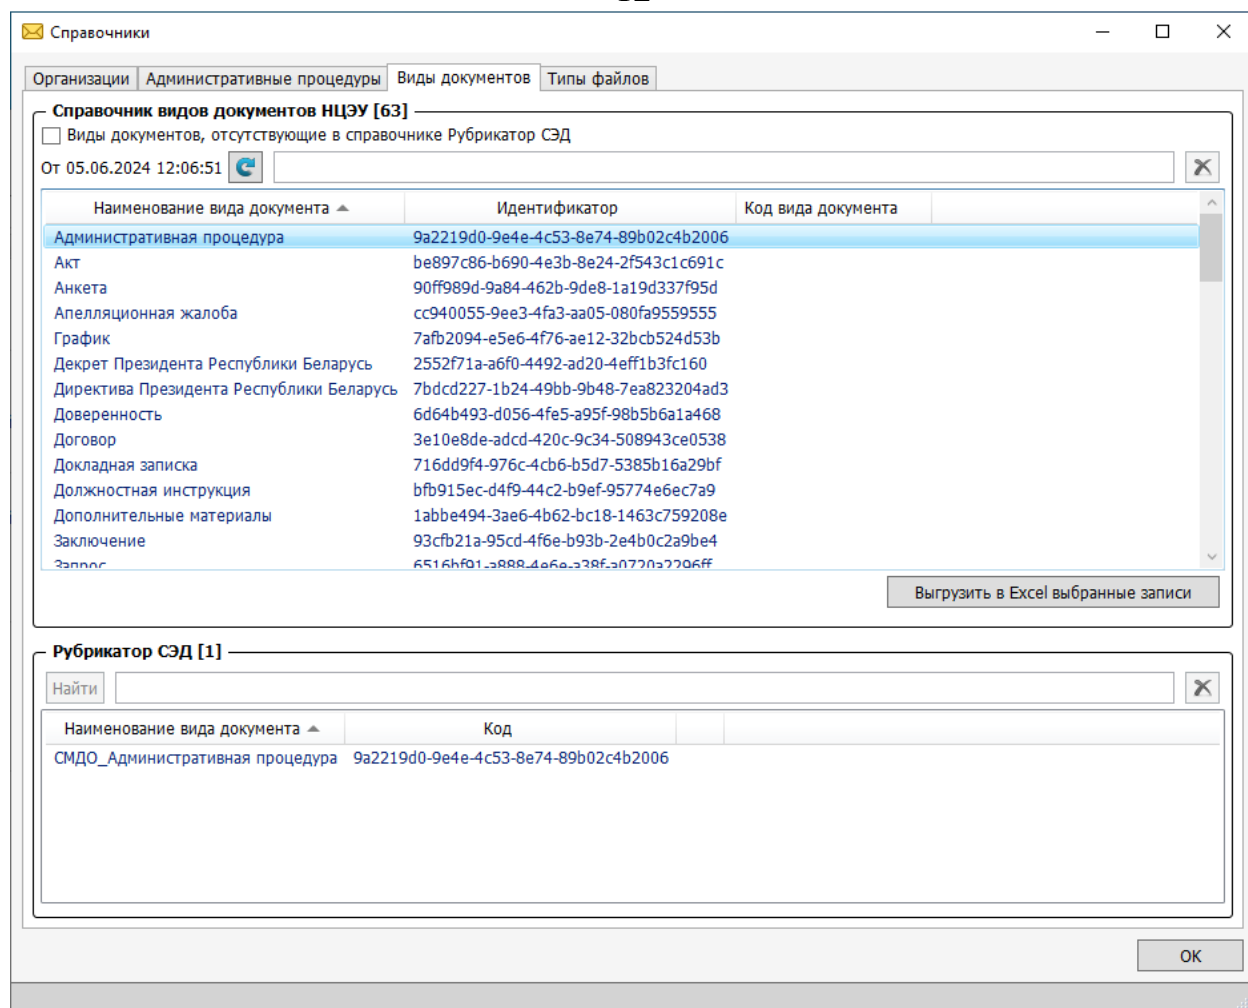 Справочники
Организации Административные процедуры Виды документов Типы файлов
Справочник видов документов НЦЭУ [63]
Виды документов, отсутствующие в справочнике Рубрикатор СЭД
От 05.06.2024 12:06:51
Наименование вида документа Идентификатор Код вида документа
Административная процедура 9a2219d0-9e4e-4c53-8e74-89b02c4b2006
Акт be897c86-b690-4e3b-8e24-2f543c1c691c
Анкета 90ff989d-9a84-462b-9de8-1a19d337f95d
Апелляционная жалоба cc940055-9ee3-4fa3-aa05-080fa9559555
График 7afb2094-e5e6-4f76-ae12-32bcb524d53b
Декрет Президента Республики Беларусь 2552f71a-a6f0-4492-ad20-4eff1b3fc160
Директива Президента Республики Беларусь 7bdcd227-1b24-49bb-9b48-7ea823204ad3
Доверенность 6d64b493-d056-4fe5-a95f-98b5b6a1a468
Договор 3e10e8de-adcd-420c-9c34-508943ce0538
Докладная записка 716dd9f4-976c-4cb6-b5d7-5385b16a29bf
Должностная инструкция bfb915ec-d4f9-44c2-b9ef-95774e6ec7a9
Дополнительные материалы 1abbe494-3ae6-4b62-bc18-1463c759208e
Заключение 93cfb21a-95cd-4f6e-b93b-2e4b0c2a9be4
Запрос 6516bf91-a888-4e6e-a38f-a0720a2296ff
Выгрузить в Excel выбранные записи
Рубрикатор СЭД [1]
Найти
Наименование вида документа Код
СМДО_Административная процедура 9a2219d0-9e4e-4c53-8e74-89b02c4b2006
ОК